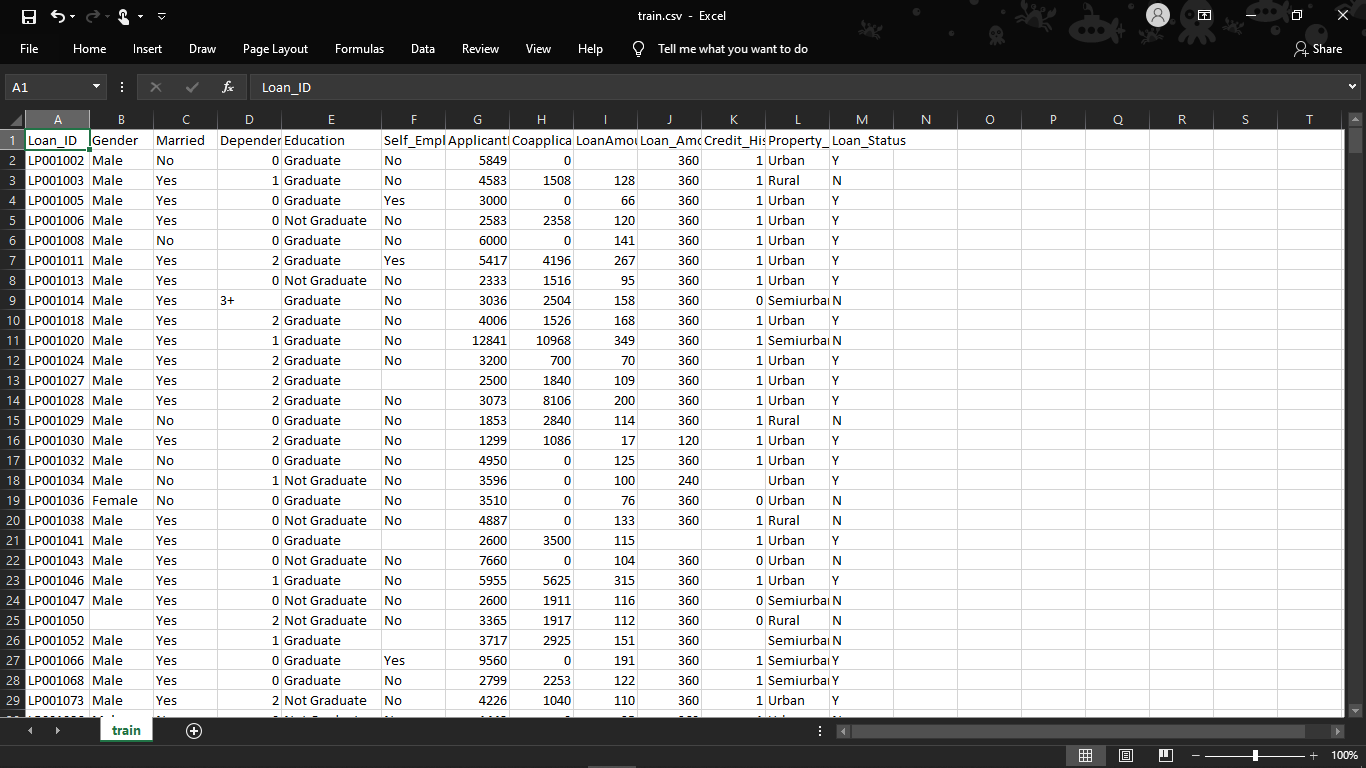 train.csv - Excel
File Home Insert Draw Page Layout Formulas Data Review View Help Tell me what you want to do Share
A1 fx Loan_ID
A B C D E F G H I J K L M N O P Q R S T
1 Loan_ID Gender Married Depender Education Self_Empl ApplicantI Coapplica LoanAmou Loan_Amo Credit_His Property_ Loan_Status
2 LP001002 Male No 0 Graduate No 5849 0 360 1 Urban Y
3 LP001003 Male Yes 1 Graduate No 4583 1508 128 360 1 Rural N
4 LP001005 Male Yes 0 Graduate Yes 3000 0 66 360 1 Urban Y
5 LP001006 Male Yes 0 Not Graduate No 2583 2358 120 360 1 Urban Y
6 LP001008 Male No 0 Graduate No 6000 0 141 360 1 Urban Y
7 LP001011 Male Yes 2 Graduate Yes 5417 4196 267 360 1 Urban Y
8 LP001013 Male Yes 0 Not Graduate No 2333 1516 95 360 1 Urban Y
9 LP001014 Male Yes 3+ Graduate No 3036 2504 158 360 0 Semiurban N
10 LP001018 Male Yes 2 Graduate No 4006 1526 168 360 1 Urban Y
11 LP001020 Male Yes 1 Graduate No 12841 10968 349 360 1 Semiurban N
12 LP001024 Male Yes 2 Graduate No 3200 700 70 360 1 Urban Y
13 LP001027 Male Yes 2 Graduate 2500 1840 109 360 1 Urban Y
14 LP001028 Male Yes 2 Graduate No 3073 8106 200 360 1 Urban Y
15 LP001029 Male No 0 Graduate No 1853 2840 114 360 1 Rural N
16 LP001030 Male Yes 2 Graduate No 1299 1086 17 120 1 Urban Y
17 LP001032 Male No 0 Graduate No 4950 0 125 360 1 Urban Y
18 LP001034 Male No 1 Not Graduate No 3596 0 100 240 Urban Y
19 LP001036 Female No 0 Graduate No 3510 0 76 360 0 Urban N
20 LP001038 Male Yes 0 Not Graduate No 4887 0 133 360 1 Rural N
21 LP001041 Male Yes 0 Graduate 2600 3500 115 1 Urban Y
22 LP001043 Male Yes 0 Not Graduate No 7660 0 104 360 0 Urban N
23 LP001046 Male Yes 1 Graduate No 5955 5625 315 360 1 Urban Y
24 LP001047 Male Yes 0 Not Graduate No 2600 1911 116 360 0 Semiurban N
25 LP001050 Yes 2 Not Graduate No 3365 1917 112 360 0 Rural N
26 LP001052 Male Yes 1 Graduate 3717 2925 151 360 Semiurban N
27 LP001066 Male Yes 0 Graduate Yes 9560 0 191 360 1 Semiurban Y
28 LP001068 Male Yes 0 Graduate No 2799 2253 122 360 1 Semiurban Y
29 LP001073 Male Yes 2 Not Graduate No 4226 1040 110 360 1 Urban Y
train
100%